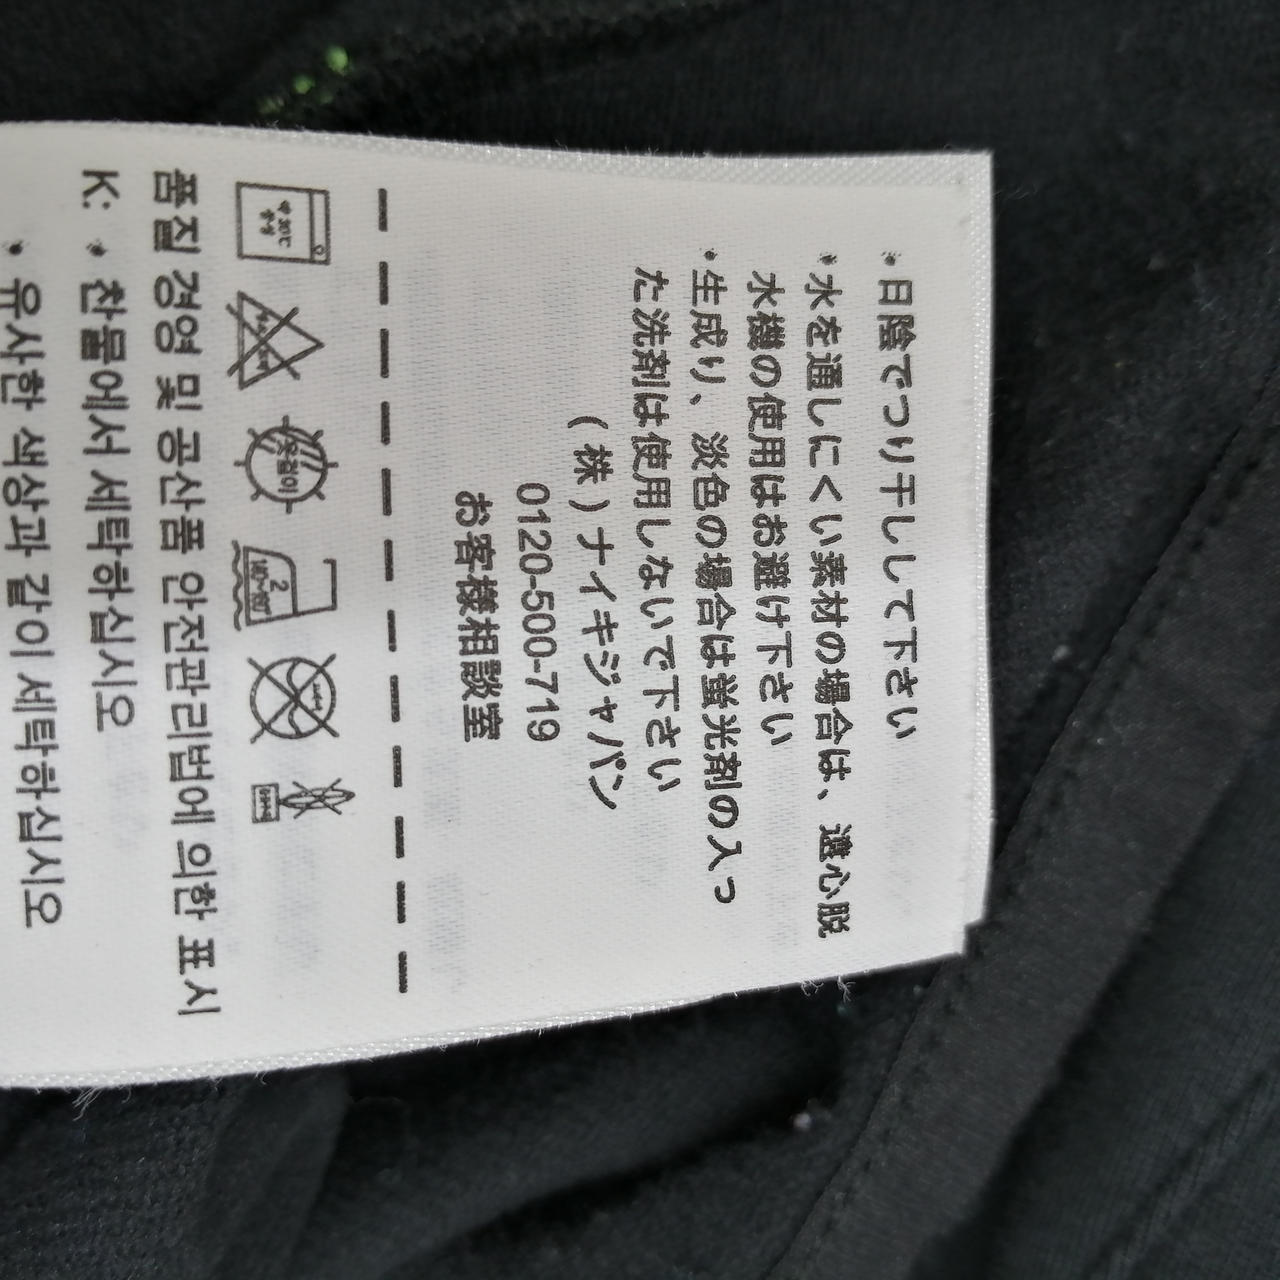 ・日陰でつり干しして下さい
・水を通しにくい素材の場合は、遠心脱
水機の使用はお避け下さい
・生成り、淡色の場合は蛍光剤の入っ
た洗剤は使用しないで下さい
(株)ナイキジャパン
0120-500-719
お客機相談室
옷걸이
품질 경영 및 공산품 안전관리법에 의한 표시
K: • 찬물에서 세탁하십시오
• 유사한 색상과 같이 세탁하십시오